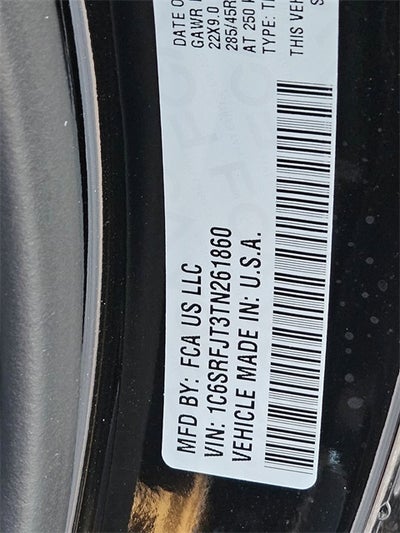 DATE O
GAWR
22X9.0
285/45R
AT 250
TYPE:
THIS VEH
MFD BY: FCA US LLC
VIN: 1C6SRFJT3TN261860
VEHICLE MADE IN: U.S.A.